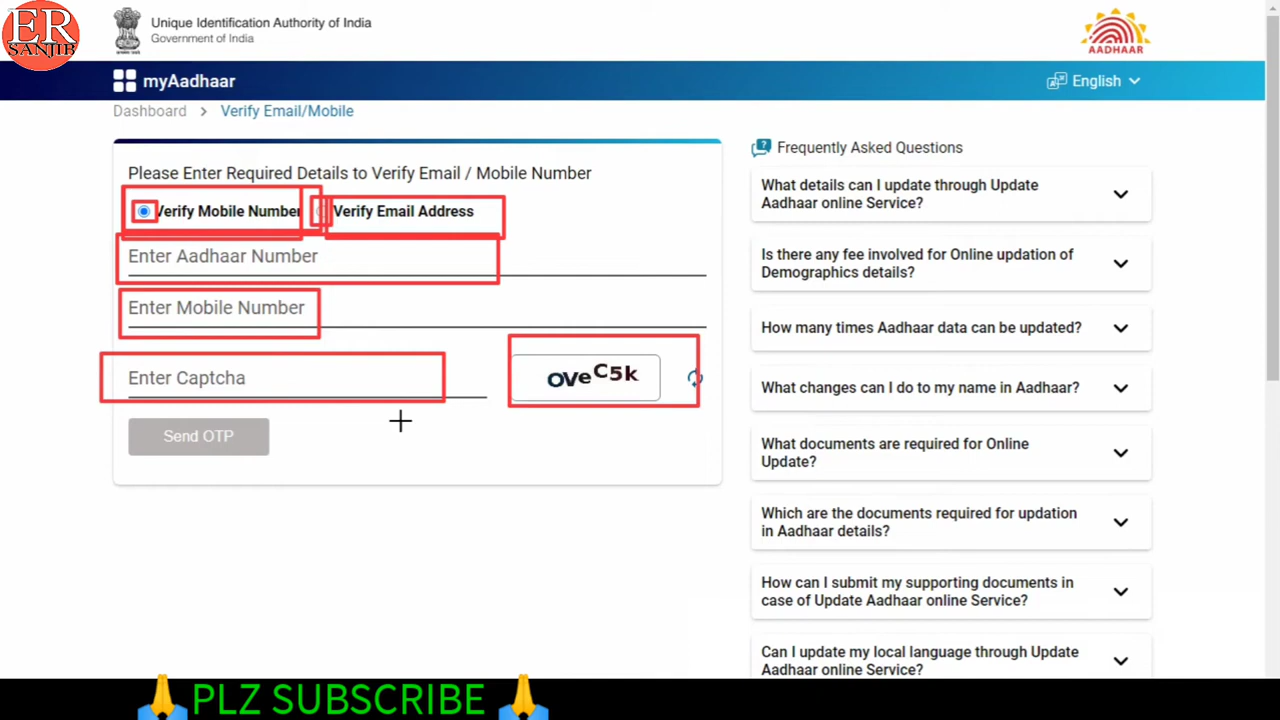 ER
SANJIB
Unique Identification Authority of India
Government of India
AADHAAR
myAadhaar
English
Dashboard > Verify Email/Mobile
Please Enter Required Details to Verify Email / Mobile Number
Verify Mobile Number
Verify Email Address
Enter Aadhaar Number
Enter Mobile Number
Enter Captcha
oVeC5k
Send OTP
Frequently Asked Questions
What details can I update through Update
Aadhaar online Service?
Is there any fee involved for Online updation of
Demographics details?
How many times Aadhaar data can be updated?
What changes can I do to my name in Aadhaar?
What documents are required for Online
Update?
Which are the documents required for updation
in Aadhaar details?
How can I submit my supporting documents in
case of Update Aadhaar online Service?
Can I update my local language through Update
Aadhaar online Service?
🙏 PLZ SUBSCRIBE 🙏